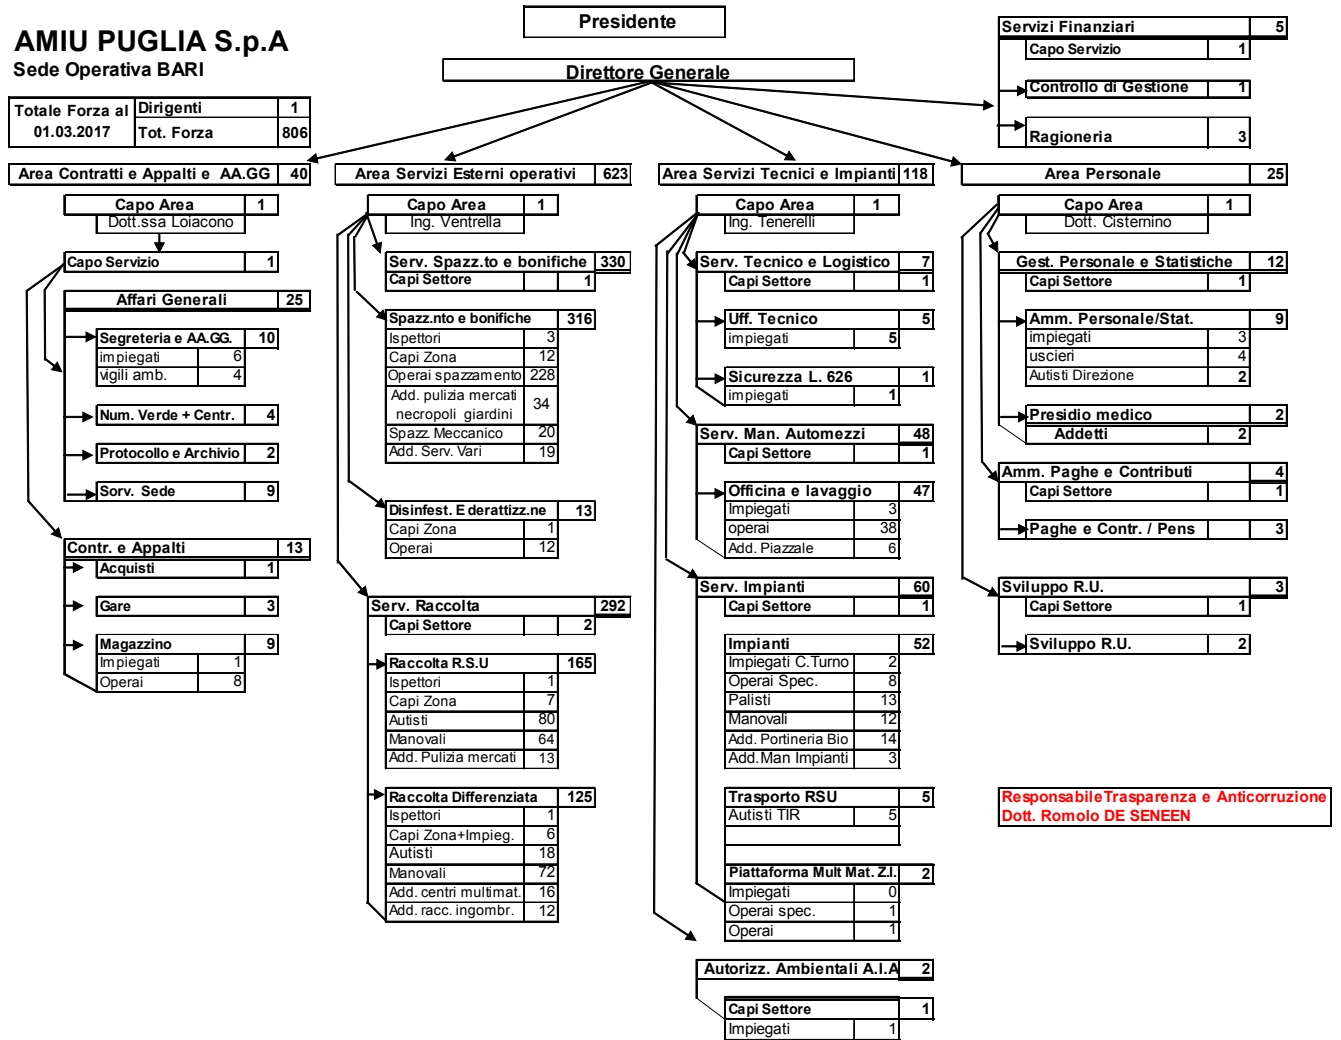 Presidente
AMIU PUGLIA S.p.A
Sede Operativa BARI
Direttore Generale
Totale Forza al 01.03.2017
Dirigenti 1
Tot. Forza 806
Servizi Finanziari 5
Capo Servizio 1
Controllo di Gestione 1
Ragioneria 3
Area Contratti e Appalti e AA.GG 40
Capo Area 1
Dott.ssa Loiacono
Capo Servizio 1
Affari Generali 25
Segreteria e AA.GG. 10
impiegati 6
vigili amb. 4
Num. Verde + Centr. 4
Protocollo e Archivio 2
Sorv. Sede 9
Contr. e Appalti 13
Acquisti 1
Gare 3
Magazzino 9
Impiegati 1
Operai 8
Area Servizi Esterni operativi 623
Capo Area 1
Ing. Ventrella
Serv. Spazz.to e bonifiche 330
Capi Settore 1
Spazz.nto e bonifiche 316
Ispettori 3
Capi Zona 12
Operai spazzamento 228
Add. pulizia mercati
necropoli giardini 34
Spazz. Meccanico 20
Add. Serv. Vari 19
Disinfest. E derattizz.ne 13
Capi Zona 1
Operai 12
Serv. Raccolta 292
Capi Settore 2
Raccolta R.S.U 165
Ispettori 1
Capi Zona 7
Autisti 80
Manovali 64
Add. Pulizia mercati 13
Raccolta Differenziata 125
Ispettori 1
Capi Zona+Impieg. 6
Autisti 18
Manovali 72
Add. centri multimat. 16
Add. racc. ingombr. 12
Area Servizi Tecnici e Impianti 118
Capo Area 1
Ing. Tenerelli
Serv. Tecnico e Logistico 7
Capi Settore 1
Uff. Tecnico 5
impiegati 5
Sicurezza L. 626 1
impiegati 1
Serv. Man. Automezzi 48
Capi Settore 1
Officina e lavaggio 47
Impiegati 3
operai 38
Add. Piazzale 6
Serv. Impianti 60
Capi Settore 1
Impianti 52
Impiegati C.Turno 2
Operai Spec. 8
Palisti 13
Manovali 12
Add. Portineria Bio 14
Add.Man Impianti 3
Trasporto RSU 5
Autisti TIR 5
Piattaforma Mult Mat. Z.I. 2
Impiegati 0
Operai spec. 1
Operai 1
Autorizz. Ambientali A.I.A 2
Capi Settore 1
Impiegati 1
Area Personale 25
Capo Area 1
Dott. Cisternino
Gest. Personale e Statistiche 12
Capi Settore 1
Amm. Personale/Stat. 9
impiegati 3
uscieri 4
Autisti Direzione 2
Presidio medico 2
Addetti 2
Amm. Paghe e Contributi 4
Capi Settore 1
Paghe e Contr. / Pens 3
Sviluppo R.U. 3
Capi Settore 1
Sviluppo R.U. 2
Responsabile Trasparenza e Anticorruzione
Dott. Romolo DE SENEEN